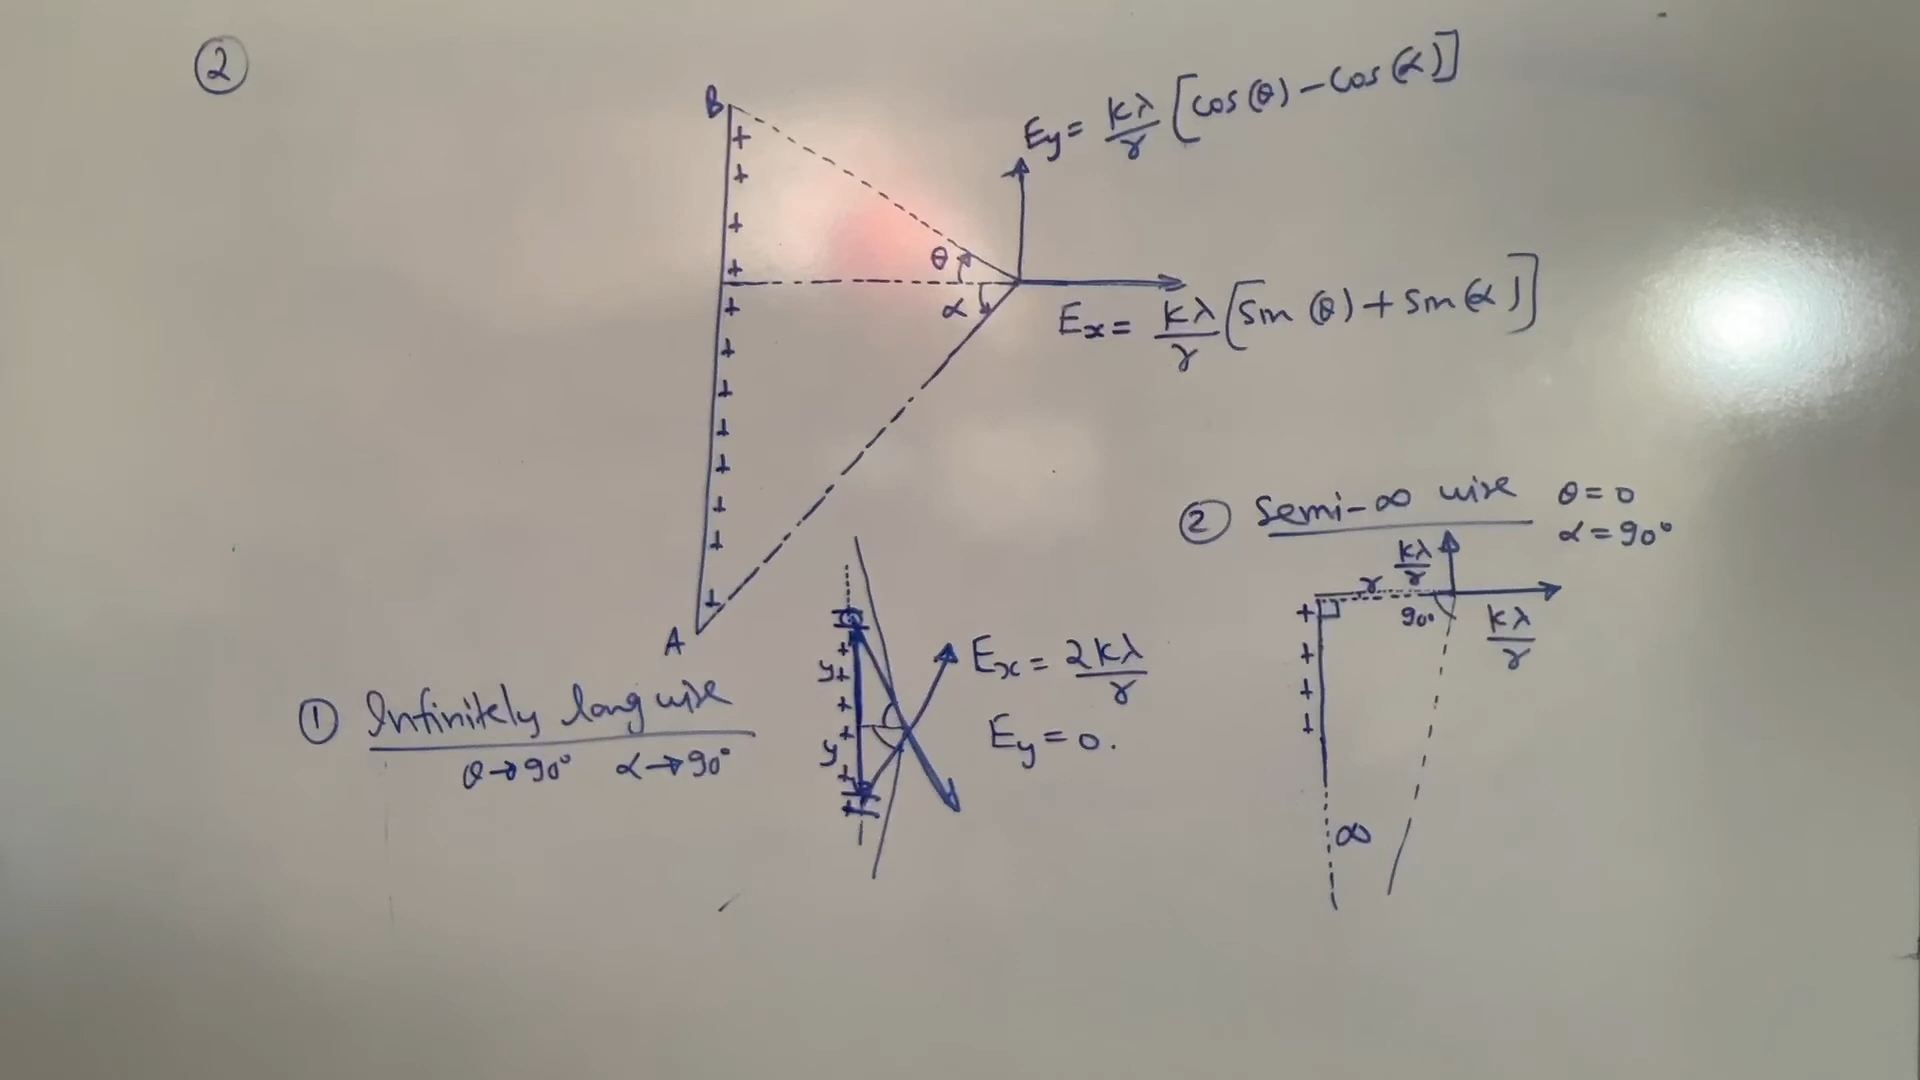 ②
B
+
+
+
+
+
+
+
+
+
+
+
+
A
θ
α
Ey = kλ/r [cos(θ) - cos(α)]
Ex = kλ/r [sin(θ) + sin(α)]
① Infinitely long wire
θ→90° α→90°
+
y +
+
+
y
+
Ex = 2kλ/r
Ey = 0.
② Semi-∞ wire θ = 0
α = 90°
kλ/r
r
90°
kλ/r
+
+
+
+
∞